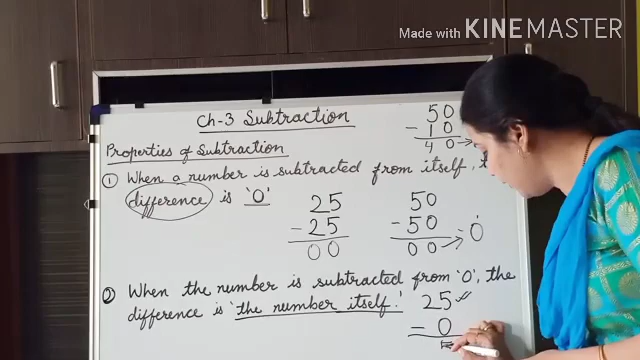 Made with KINEMASTER
Ch-3 Subtraction
50
- 10
40 →
Properties of Subtraction
① When a number is subtracted from itself, t
difference is '0'
25
- 25
00
50
- 50
00 → 0
② When the number is subtracted from '0', the
difference is 'the number itself.'
25
- 0